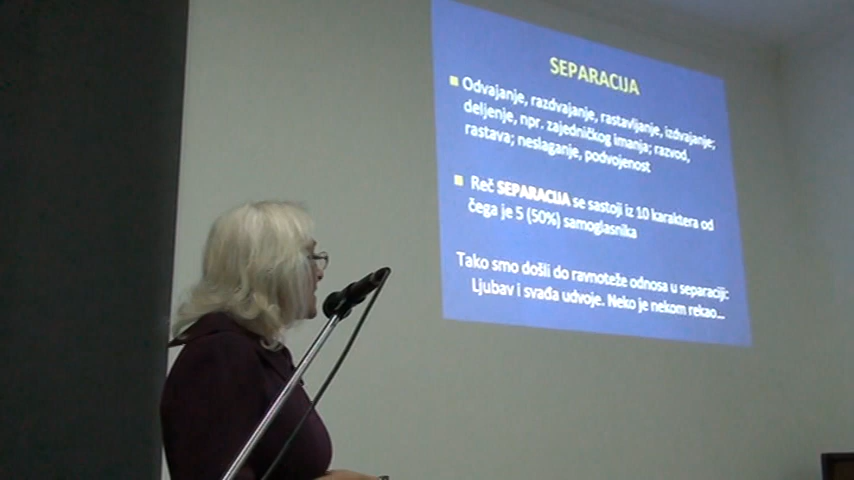 SEPARACIJA
Odvajanje, razdvajanje, rastavljanje, izdvajanje;
deljenje, npr. zajedničkog imanja; razvod,
rastava; neslaganje, podvojenost
Reč SEPARACIJA se sastoji iz 10 karaktera od
čega je 5 (50%) samoglasnika
Tako smo došli do ravnoteže odnosa u separaciji:
Ljubav i svađa udvoje. Neko je nekom rekao...